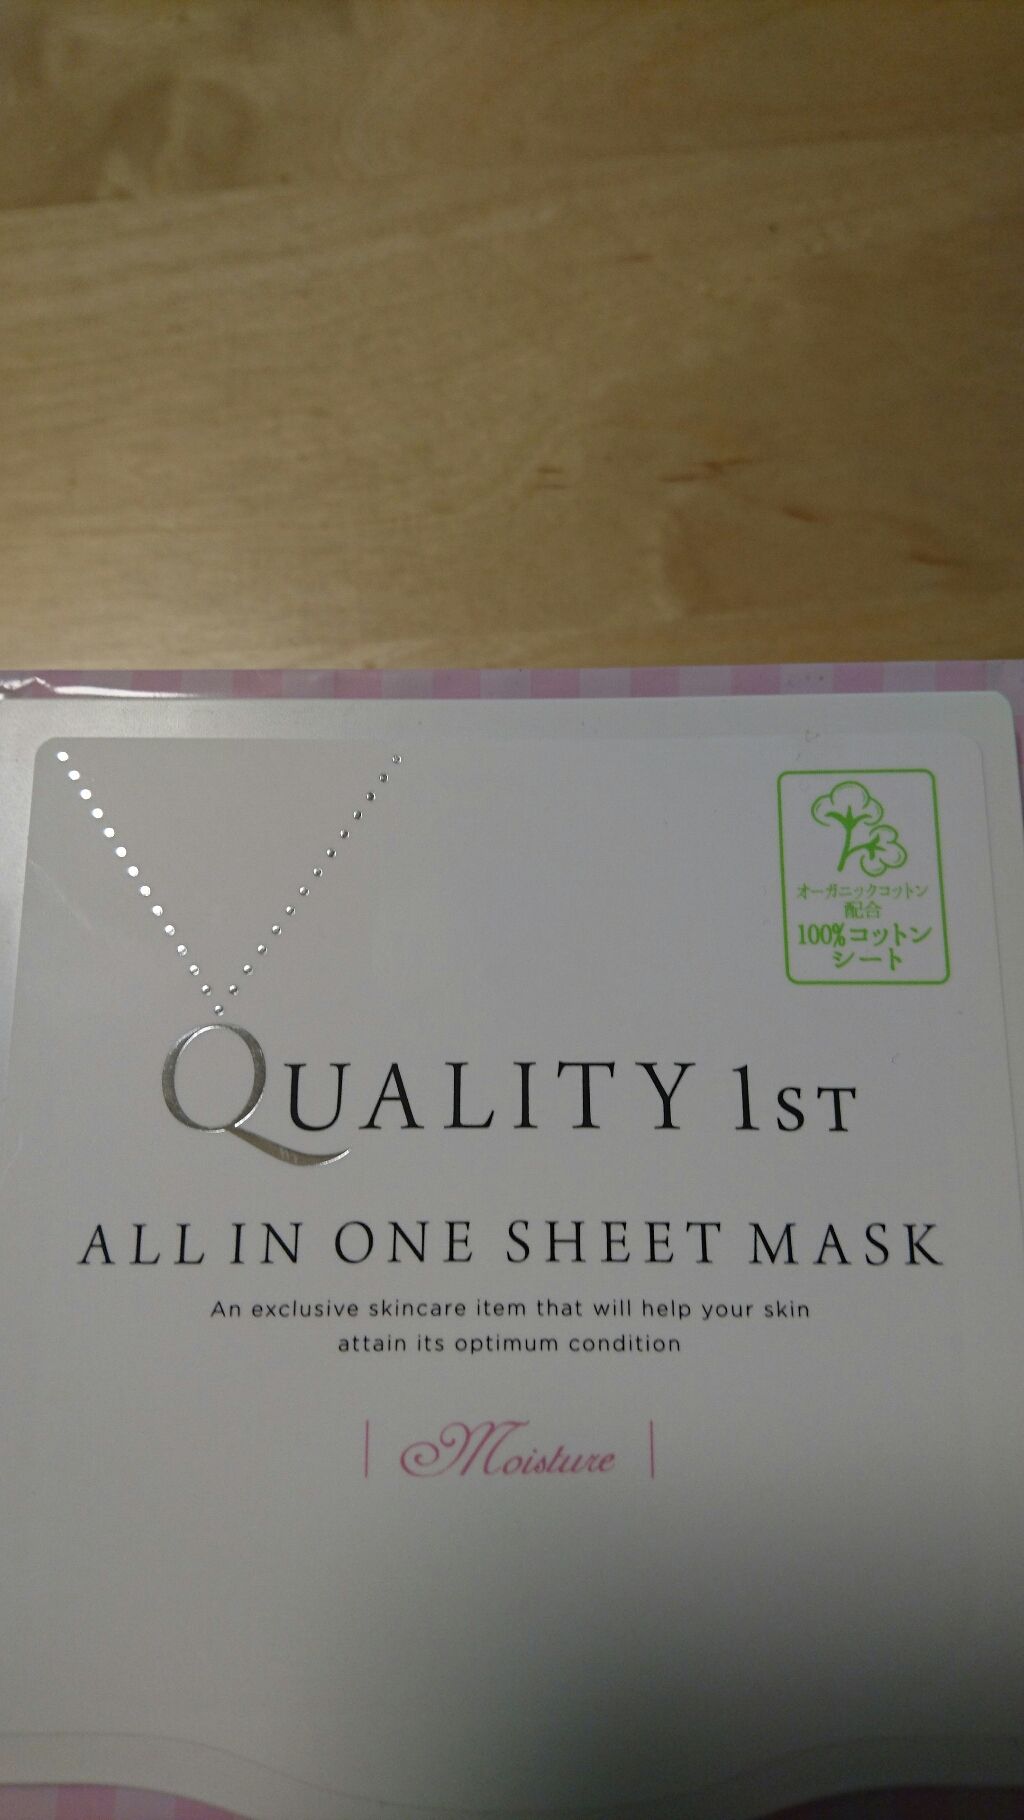 オーガニックコットン
配合
100%コットン
シート
QUALITY 1ST
ALL IN ONE SHEET MASK
An exclusive skincare item that will help your skin
attain its optimum condition
Moisture